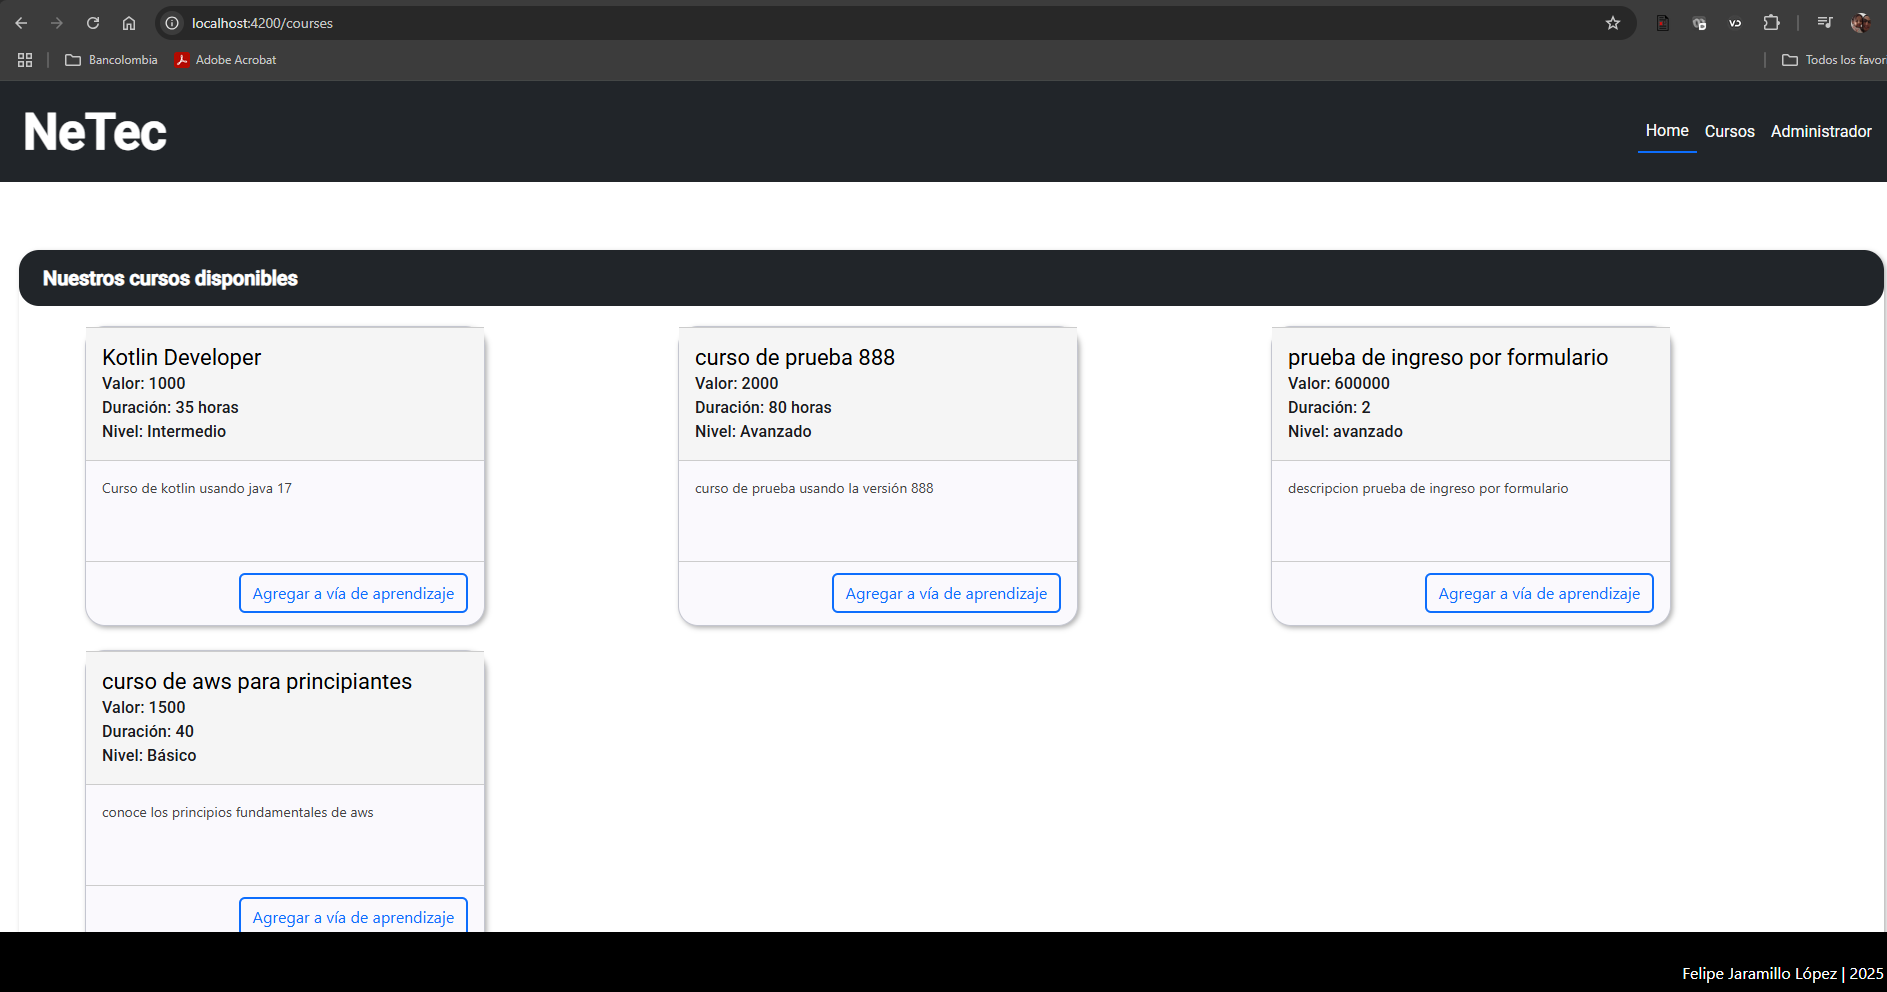 localhost:4200/courses
Bancolombia
Adobe Acrobat
Todos los favori
NeTec
Home
Cursos
Administrador
Nuestros cursos disponibles
Kotlin Developer
Valor: 1000
Duración: 35 horas
Nivel: Intermedio
Curso de kotlin usando java 17
Agregar a vía de aprendizaje
curso de prueba 888
Valor: 2000
Duración: 80 horas
Nivel: Avanzado
curso de prueba usando la versión 888
Agregar a vía de aprendizaje
prueba de ingreso por formulario
Valor: 600000
Duración: 2
Nivel: avanzado
descripcion prueba de ingreso por formulario
Agregar a vía de aprendizaje
curso de aws para principiantes
Valor: 1500
Duración: 40
Nivel: Básico
conoce los principios fundamentales de aws
Agregar a vía de aprendizaje
Felipe Jaramillo López | 2025